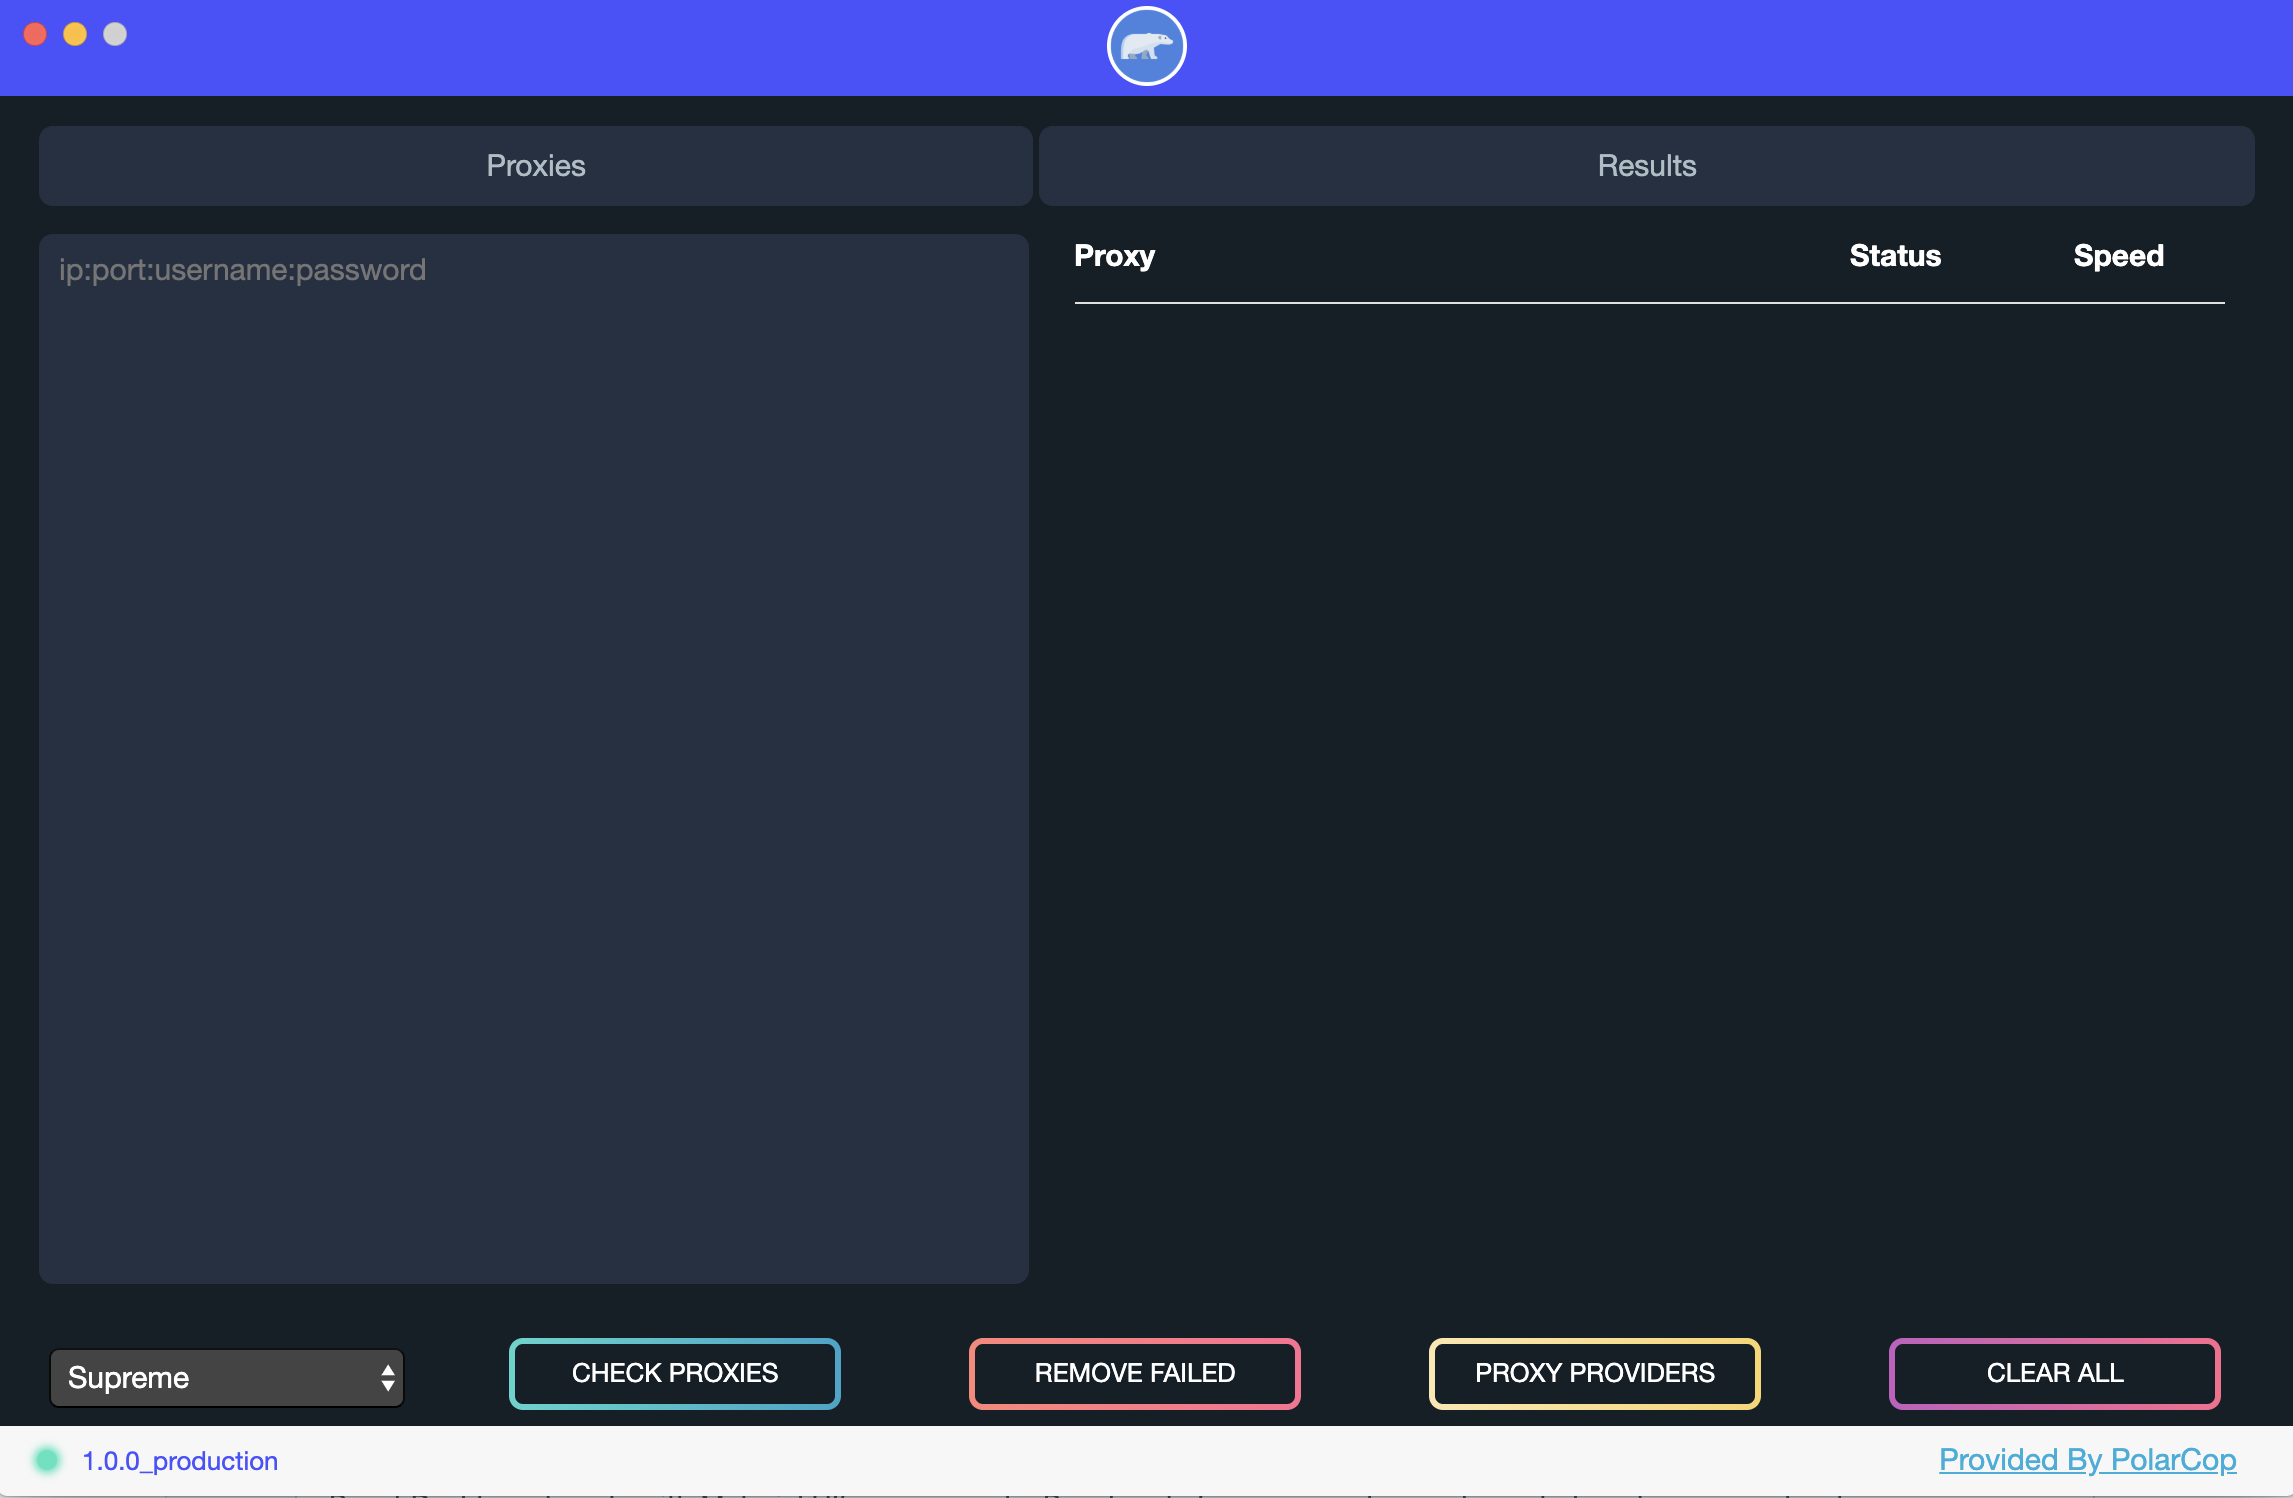 Proxies
Results
ip:port:username:password
Proxy Status Speed
Supreme
CHECK PROXIES
REMOVE FAILED
PROXY PROVIDERS
CLEAR ALL
1.0.0_production
Provided By PolarCop